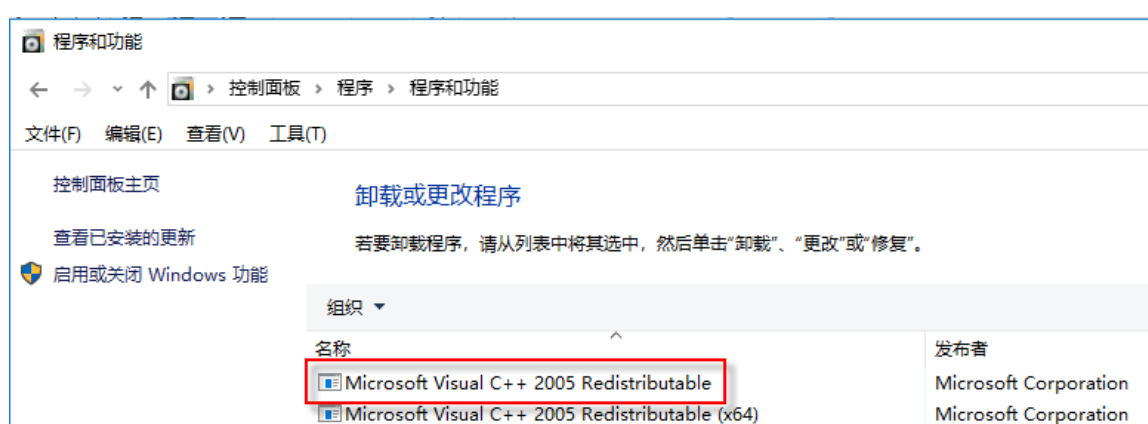 程序和功能
控制面板 › 程序 › 程序和功能
文件(F) 编辑(E) 查看(V) 工具(T)
控制面板主页
卸载或更改程序
查看已安装的更新
若要卸载程序，请从列表中将其选中，然后单击“卸载”、“更改”或“修复”。
启用或关闭 Windows 功能
组织
名称 发布者
Microsoft Visual C++ 2005 Redistributable Microsoft Corporation
Microsoft Visual C++ 2005 Redistributable (x64) Microsoft Corporation